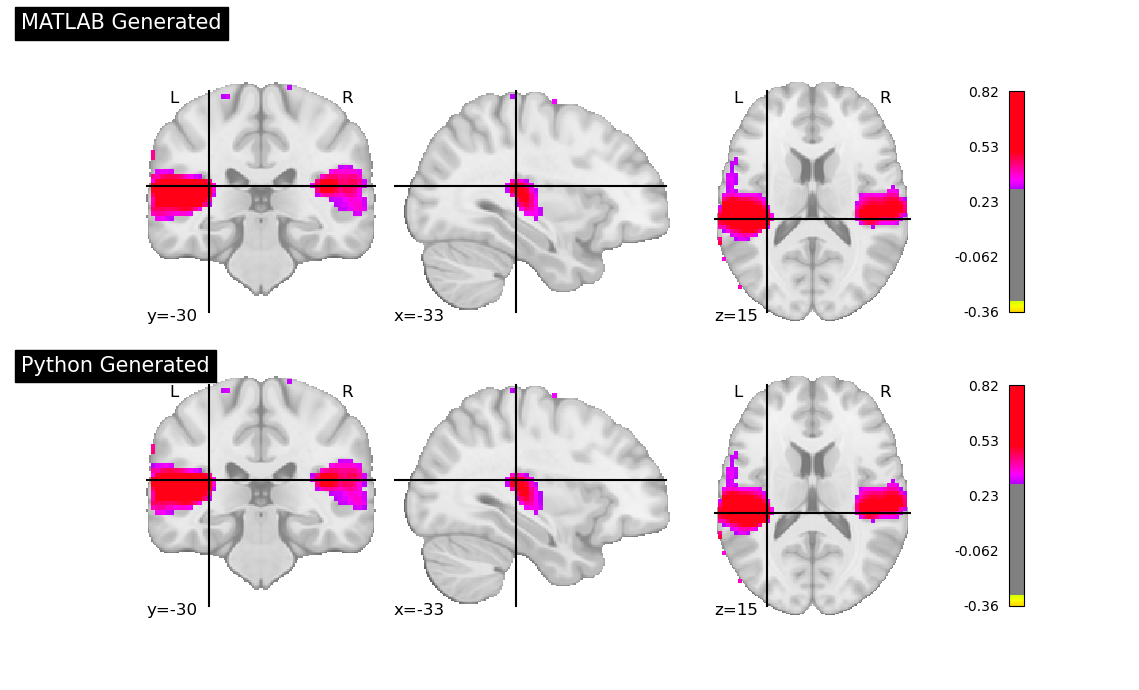 MATLAB Generated
L R L R
0.82
0.53
0.23
-0.062
-0.36
y=-30 x=-33 z=15
Python Generated
L R L R
0.82
0.53
0.23
-0.062
-0.36
y=-30 x=-33 z=15